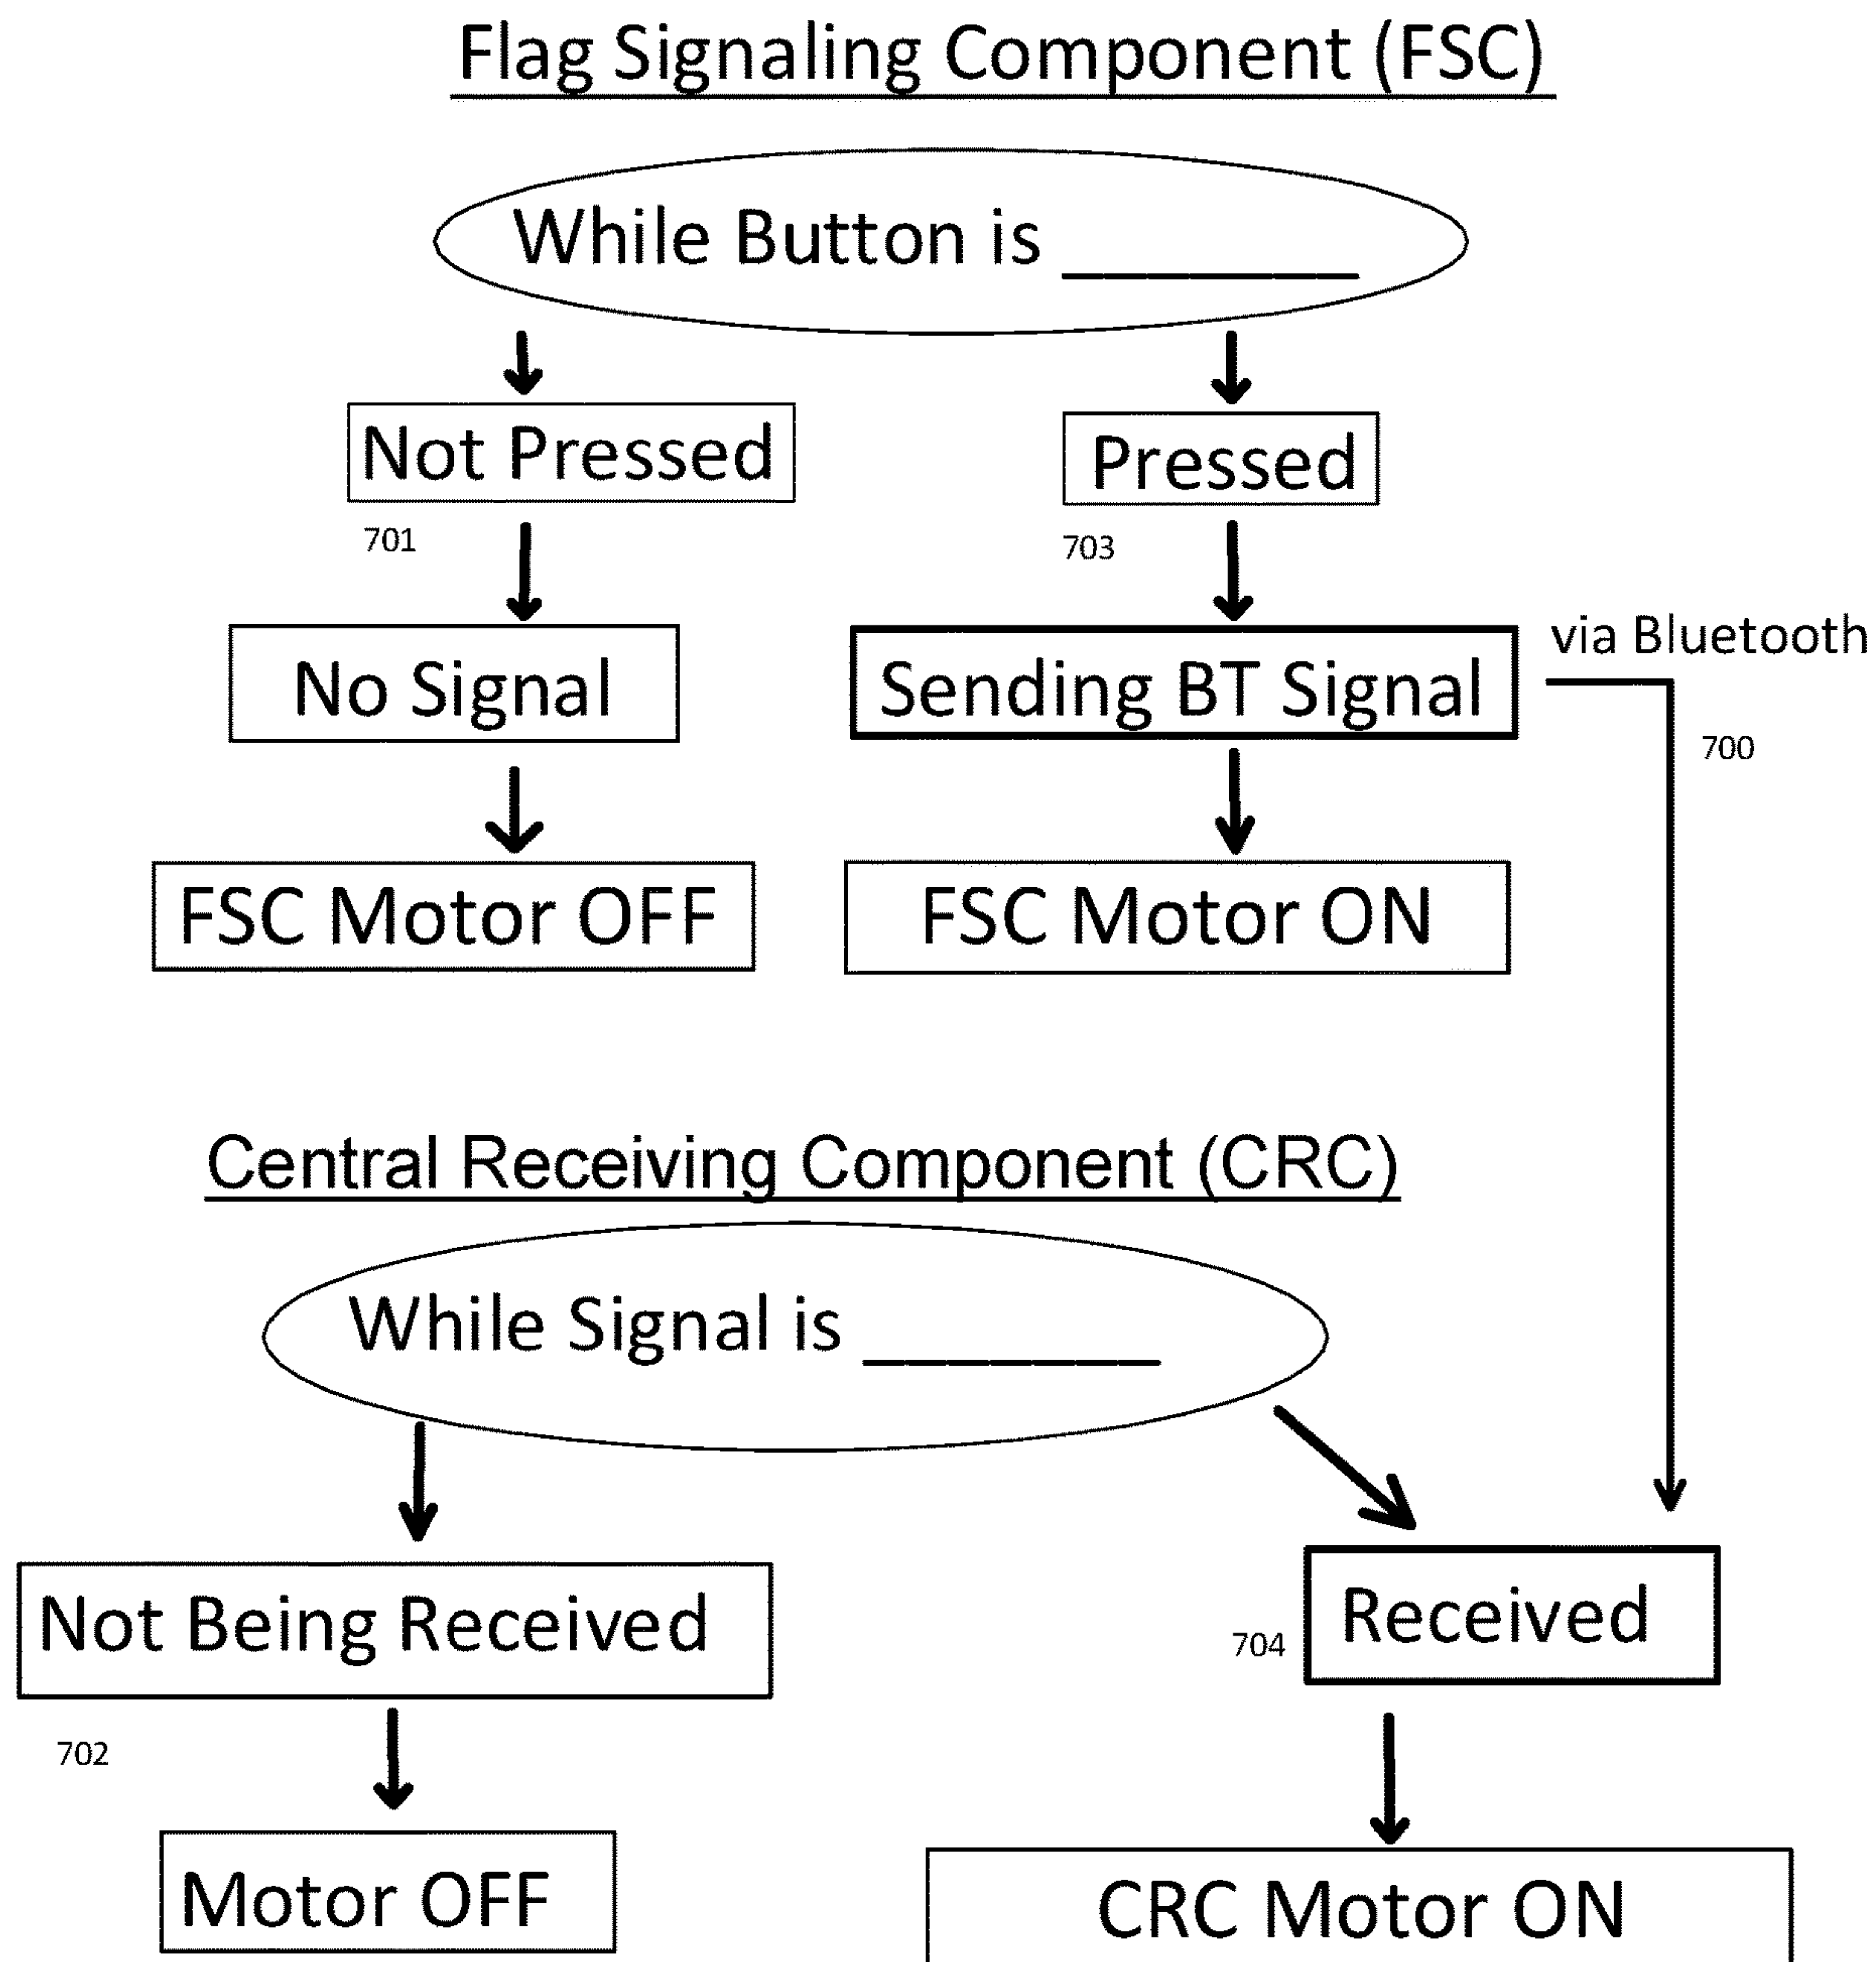 Flag Signaling Component (FSC)
While Button is ________
Not Pressed
Pressed
701
703
No Signal
Sending BT Signal
via Bluetooth
700
FSC Motor OFF
FSC Motor ON
Central Receiving Component (CRC)
While Signal is ________
Not Being Received
Received
704
702
Motor OFF
CRC Motor ON